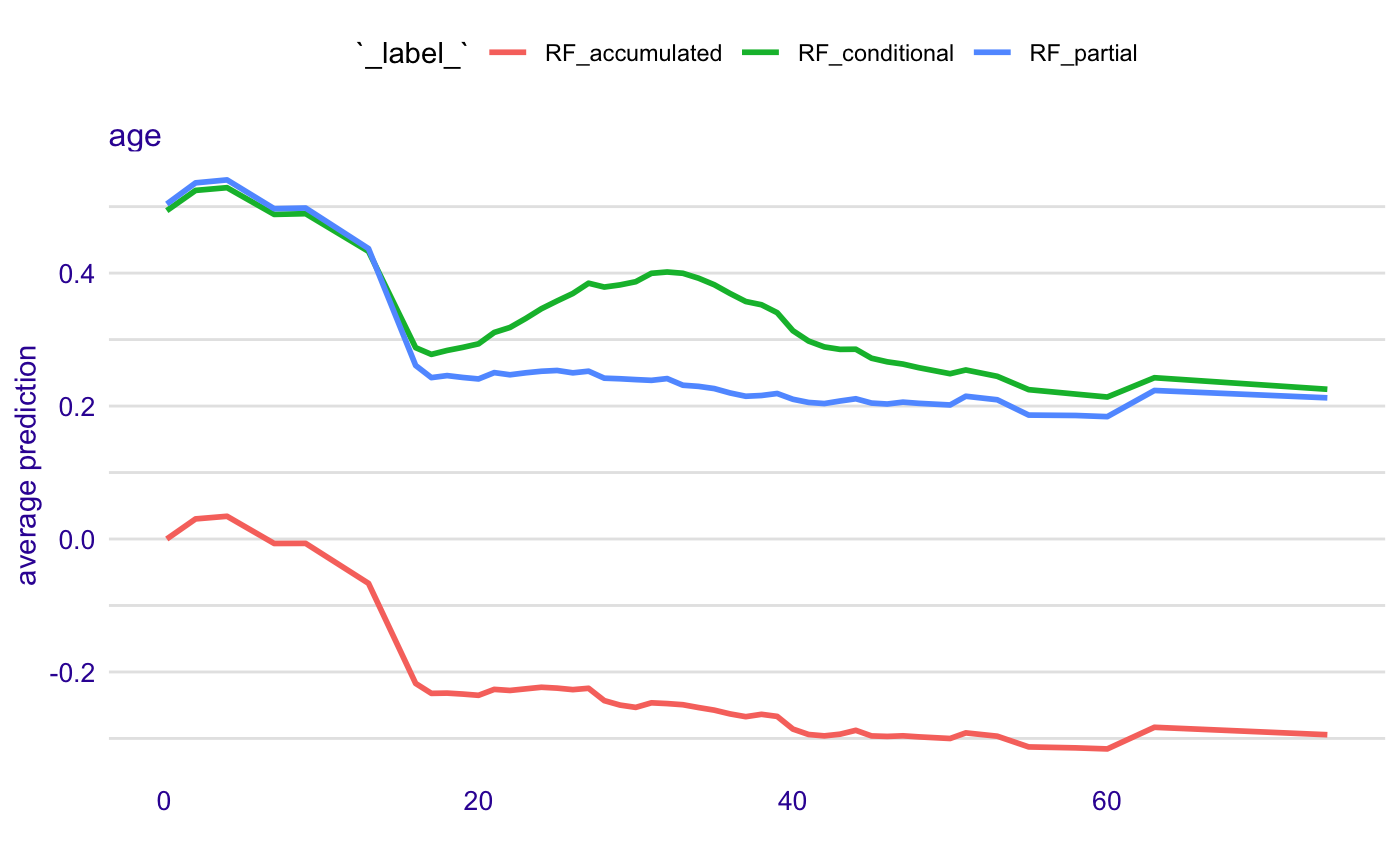 `_label_` RF_accumulated RF_conditional RF_partial
age
average prediction
0.4
0.2
0.0
-0.2
0 20 40 60